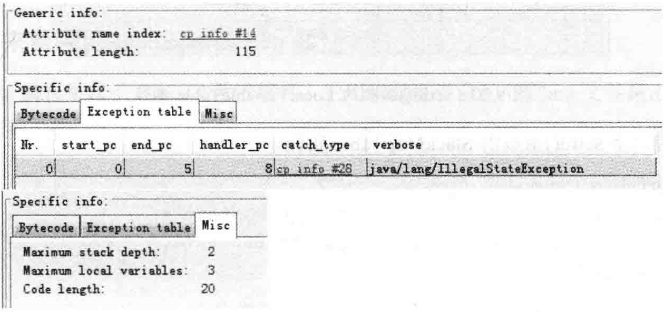 Generic info:
Attribute name index: cp info #14
Attribute length: 115
Specific info:
Bytecode Exception table Misc
Nr. start_pc end_pc handler_pc catch_type verbose
0 0 5 8 cp info #28 java/lang/IllegalStateException
Specific info:
Bytecode Exception table Misc
Maximum stack depth: 2
Maximum local variables: 3
Code length: 20